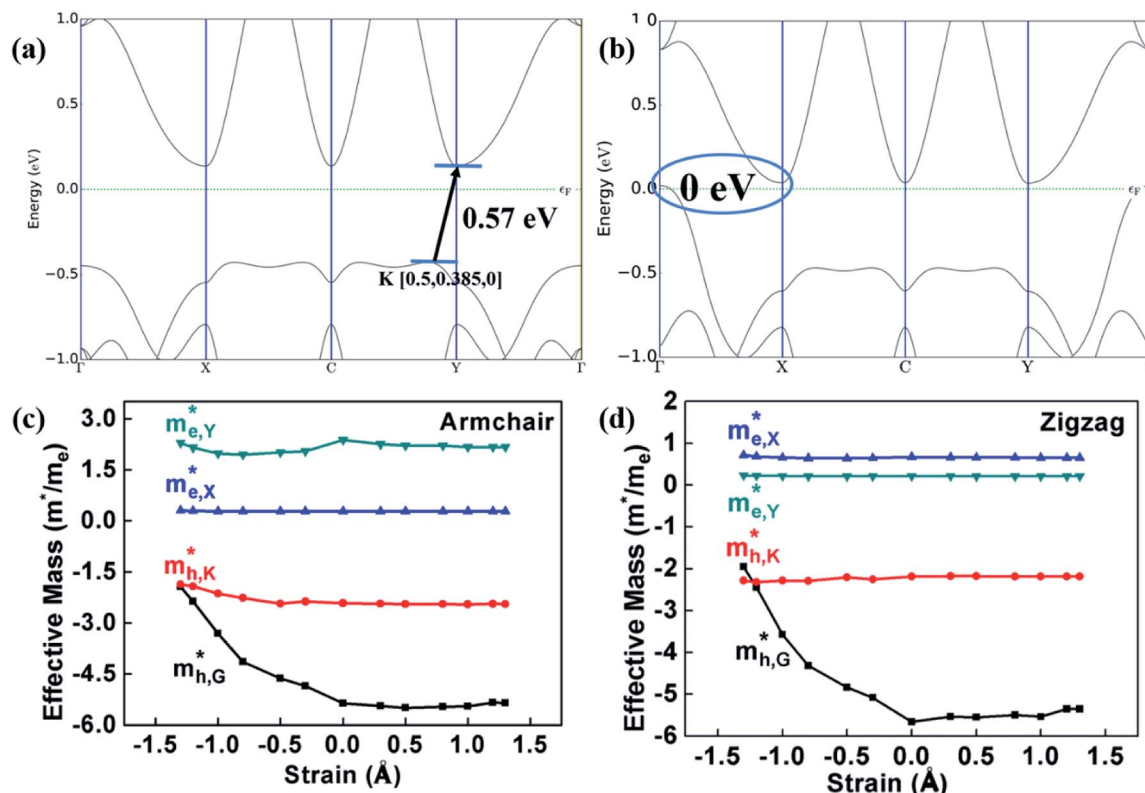 (a)
1.0
0.5
0.0
−0.5
−1.0
Energy (eV)
ϵF
0.57 eV
K [0.5,0.385,0]
Γ X C Y Γ
(b)
1.0
0.5
0.0
−0.5
−1.0
Energy (eV)
0 eV
ϵF
Γ X C Y
(c)
Armchair
3.0
1.5
0.0
-1.5
-3.0
-4.5
-6.0
Effective Mass (m*/me)
m*e,Y
m*e,X
m*h,K
m*h,G
-1.5 -1.0 -0.5 0.0 0.5 1.0 1.5
Strain (Å)
(d)
Zigzag
2
1
0
-1
-2
-3
-4
-5
-6
Effective Mass (m*/me)
m*e,X
m*e,Y
m*h,K
m*h,G
-1.5 -1.0 -0.5 0.0 0.5 1.0 1.5
Strain (Å)